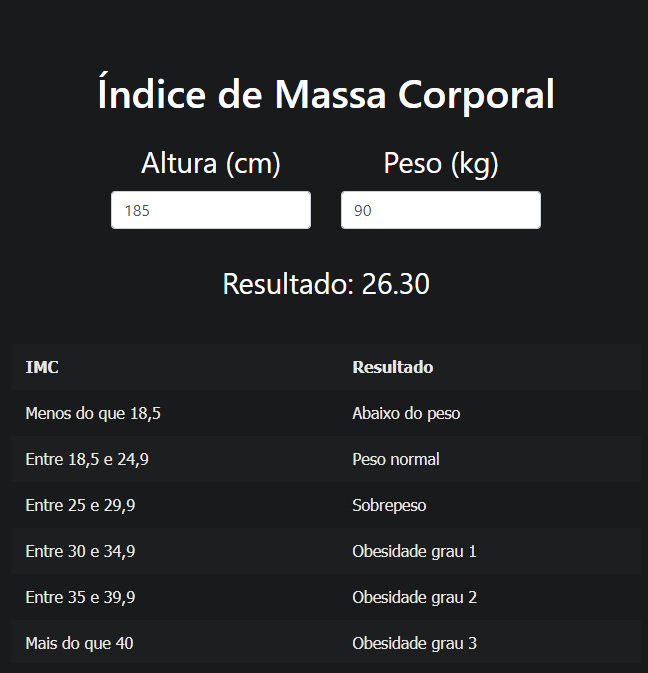 Índice de Massa Corporal
Altura (cm) Peso (kg)
185 90
Resultado: 26.30
IMC Resultado
Menos do que 18,5 Abaixo do peso
Entre 18,5 e 24,9 Peso normal
Entre 25 e 29,9 Sobrepeso
Entre 30 e 34,9 Obesidade grau 1
Entre 35 e 39,9 Obesidade grau 2
Mais do que 40 Obesidade grau 3